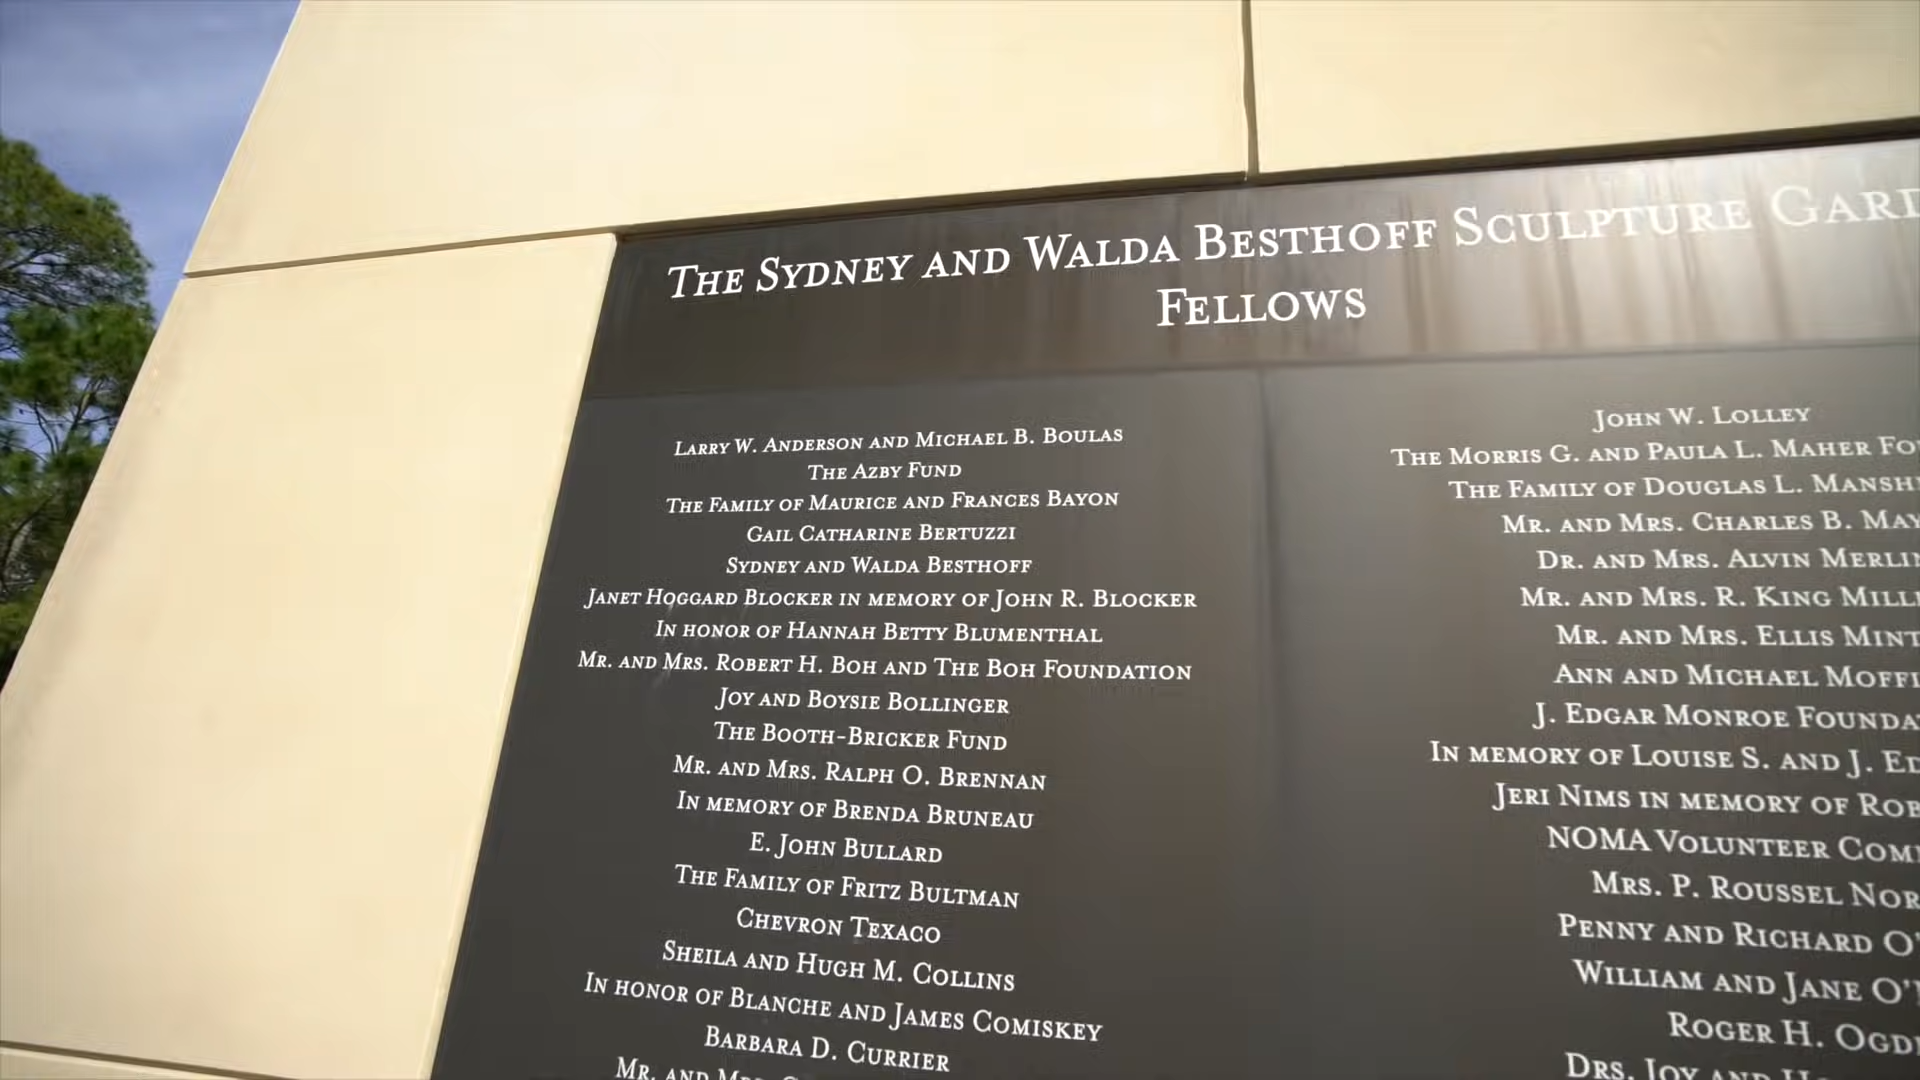 The Sydney and Walda Besthoff Sculpture
Fellows
Larry W. Anderson and Michael B. Boulas
The Azby Fund
The Family of Maurice and Frances Bayon
Gail Catharine Bertuzzi
Sydney and Walda Besthoff
Janet Hoggard Blocker in memory of John R. Blocker
In honor of Hannah Betty Blumenthal
Mr. and Mrs. Robert H. Boh and The Boh Foundation
Joy and Boysie Bollinger
The Booth-Bricker Fund
Mr. and Mrs. Ralph O. Brennan
In memory of Brenda Bruneau
E. John Bullard
The Family of Fritz Bultman
Chevron Texaco
Sheila and Hugh M. Collins
In honor of Blanche and James Comiskey
Barbara D. Currier
Mr. and Mrs.
John W. Lolley
The Morris G. and Paula L. Maher
The Family of Douglas L.
Mr. and Mrs. Charles B.
Dr. and Mrs. Alvin
Mr. and Mrs. R. King
Mr. and Mrs. Ellis
Ann and Michael
J. Edgar Monroe
In memory of Louise S. and J.
Jeri Nims in memory of
NOMA Volunteer
Mrs. P. Roussel
Penny and Richard
William and Jane
Roger H.
Drs. Joy and